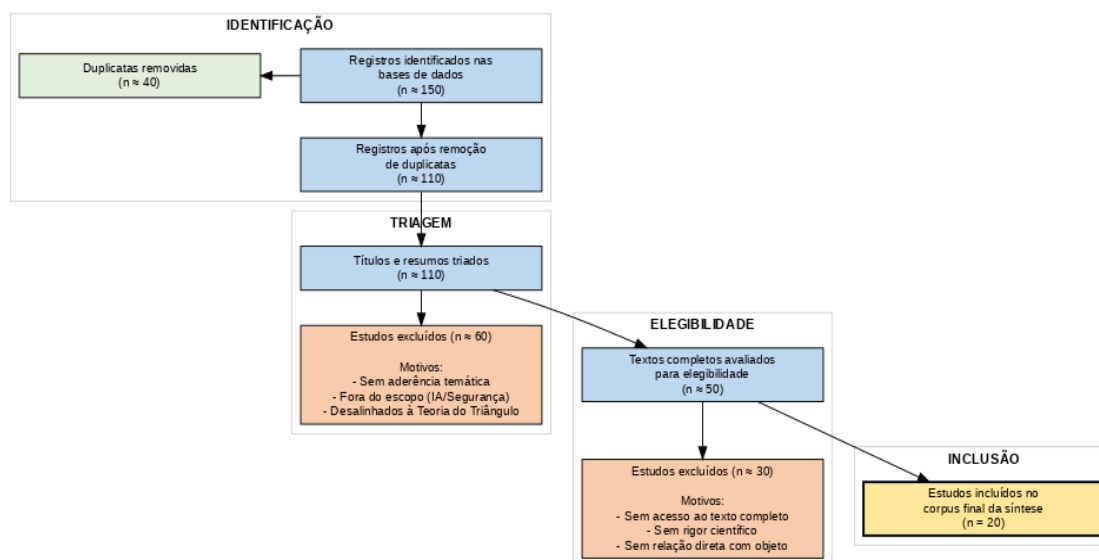 IDENTIFICAÇÃO
Duplicatas removidas
(n ≈ 40)
Registros identificados nas
bases de dados
(n ≈ 150)
Registros após remoção
de duplicatas
(n ≈ 110)
TRIAGEM
Títulos e resumos triados
(n ≈ 110)
Estudos excluídos (n ≈ 60)
Motivos:
- Sem aderência temática
- Fora do escopo (IA/Segurança)
- Desalinhados à Teoria do Triângulo
ELEGIBILIDADE
Textos completos avaliados
para elegibilidade
(n ≈ 50)
Estudos excluídos (n ≈ 30)
Motivos:
- Sem acesso ao texto completo
- Sem rigor científico
- Sem relação direta com objeto
INCLUSÃO
Estudos incluídos no
corpus final da síntese
(n = 20)